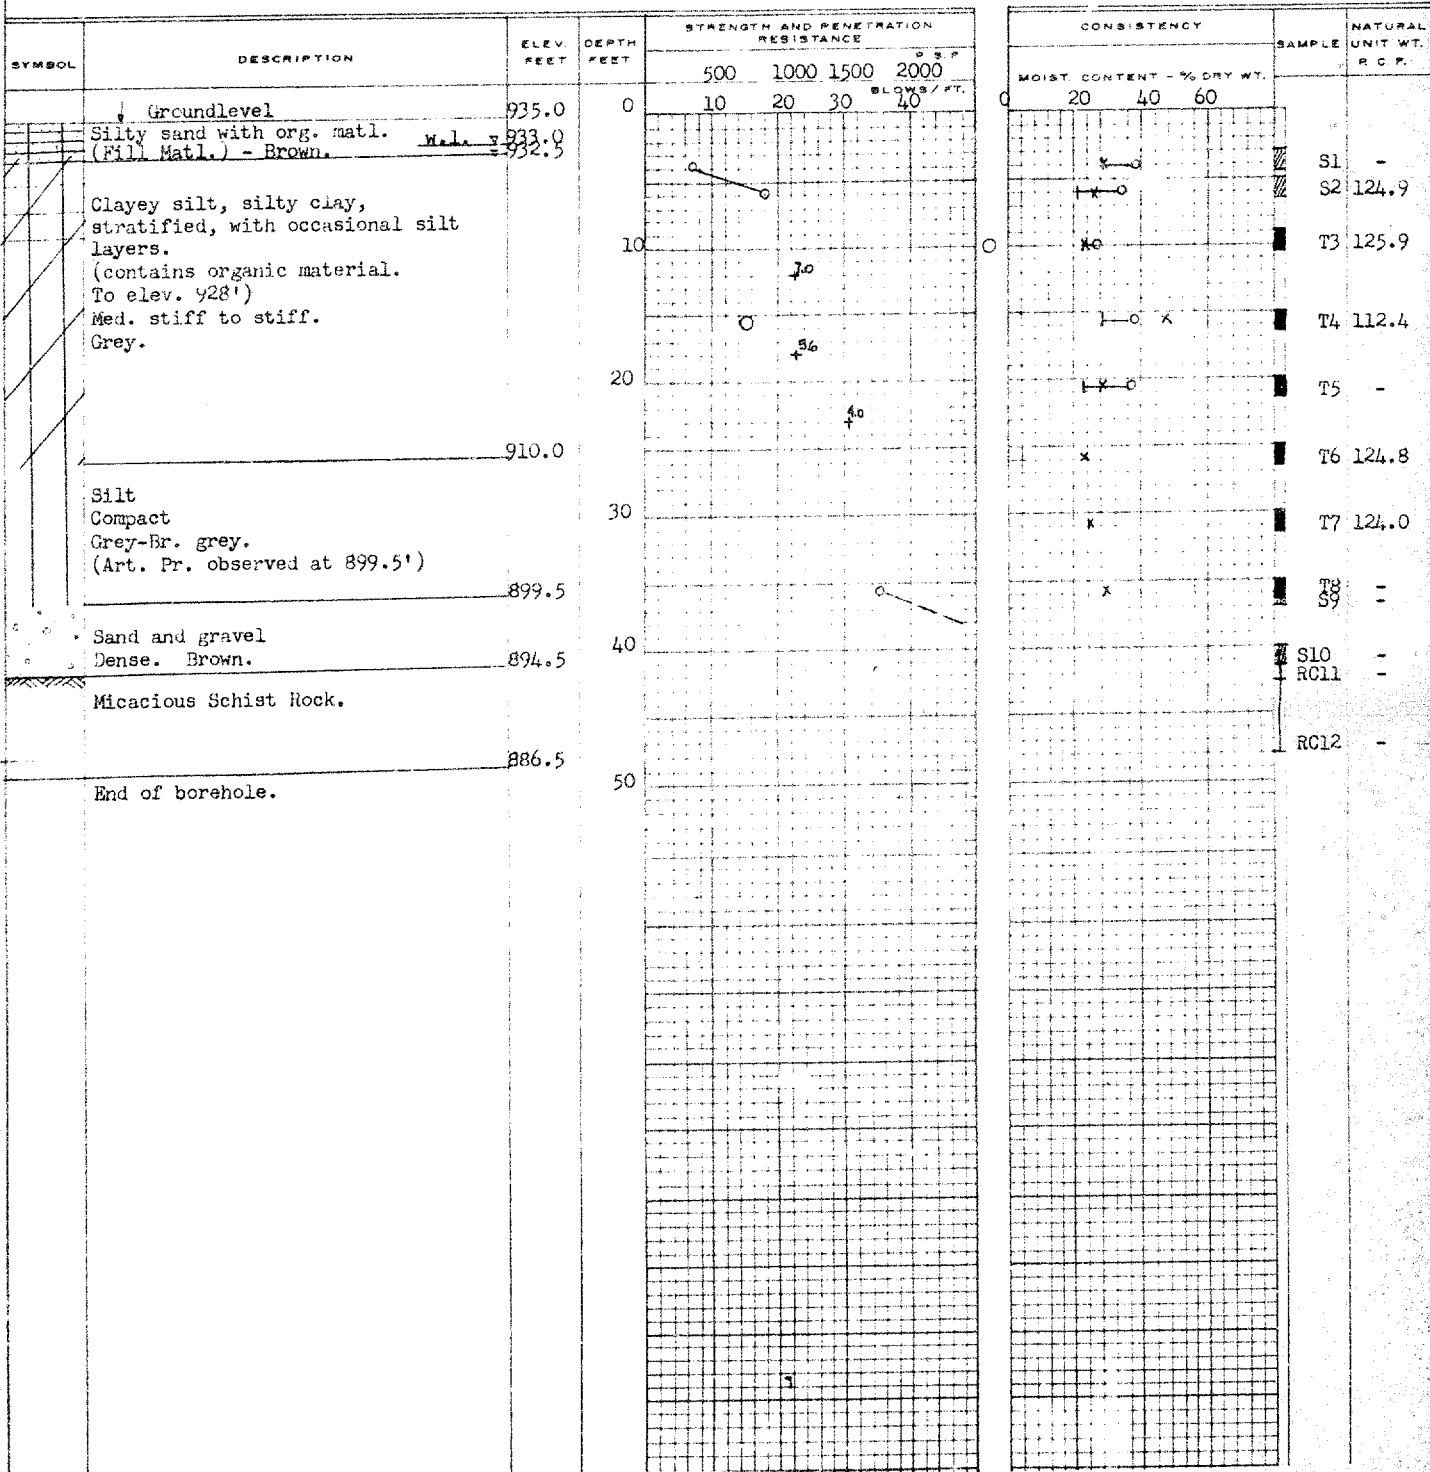 SYMBOL DESCRIPTION ELEV. FEET DEPTH FEET STRENGTH AND PENETRATION RESISTANCE CONSISTENCY SAMPLE NATURAL UNIT WT. P.C.F.
P.S.F.
500 1000 1500 2000
MOIST. CONTENT - % DRY WT.
BLOWS/FT.
10 20 30 40
0 20 40 60
Groundlevel 935.0 0
Silty sand with org. matl. W.L. 933.0
(Fill Matl.) - Brown. 932.5
S1 -
S2 124.9
Clayey silt, silty clay,
stratified, with occasional silt
layers. 10 T3 125.9
(contains organic material.
To elev. 928')
Med. stiff to stiff. T4 112.4
Grey.
5.6
20 T5 -
4.0
910.0 T6 124.8
Silt
Compact 30 T7 124.0
Grey-Br. grey.
(Art. Pr. observed at 899.5')
899.5 T8 -
S9 -
Sand and gravel
Dense. Brown. 894.5 40 S10 -
RC11 -
Micacious Schist Rock.
RC12 -
886.5
50
End of borehole.